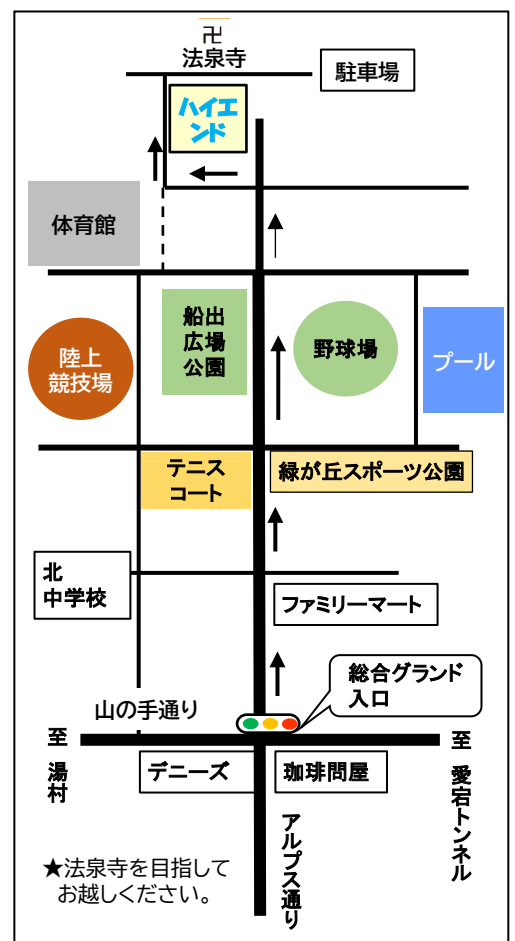 卍
法泉寺
駐車場
ハイエ
ンド
体育館
船出
広場
公園
野球場
プール
陸上
競技場
テニス
コート
緑が丘スポーツ公園
北
中学校
ファミリーマート
総合グランド
入口
山の手通り
至 湯村
至 愛宕トンネル
デニーズ
珈琲問屋
アルプス通り
★法泉寺を目指して
お越しください。